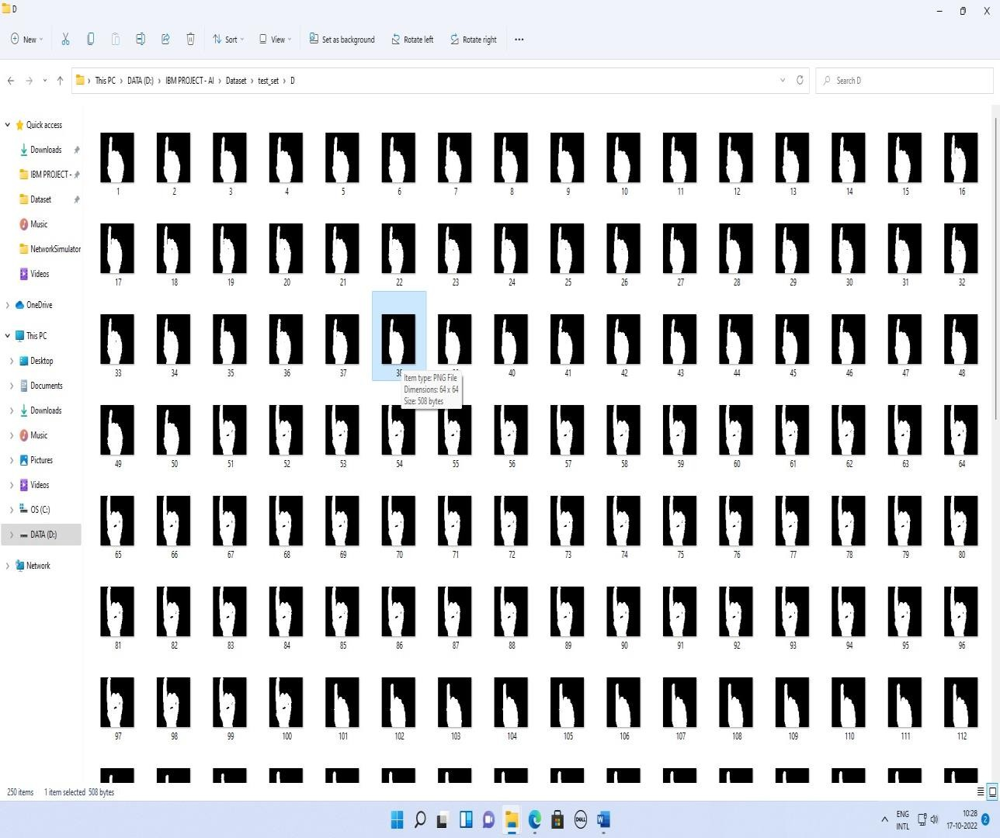 D
New
Sort
View
Set as background
Rotate left
Rotate right
This PC > DATA (D:) > IBM PROJECT - AI > Dataset > test_set > D
Search D
Quick access
Downloads
IBM PROJECT -
Dataset
Music
NetworkSimulator
Videos
OneDrive
This PC
Desktop
Documents
Downloads
Music
Pictures
Videos
OS (C:)
DATA (D:)
Network
1 2 3 4 5 6 7 8 9 10 11 12 13 14 15 16
17 18 19 20 21 22 23 24 25 26 27 28 29 30 31 32
33 34 35 36 37 40 41 42 43 44 45 46 47 48
Item type: PNG File
Dimensions: 64 x 64
Size: 508 bytes
49 50 51 52 53 54 55 56 57 58 59 60 61 62 63 64
65 66 67 68 69 70 71 72 73 74 75 76 77 78 79 80
81 82 83 84 85 86 87 88 89 90 91 92 93 94 95 96
97 98 99 100 101 102 103 104 105 106 107 108 109 110 111 112
250 items 1 item selected 508 bytes
DELL
ENG
INTL
10:28
17-10-2022
2